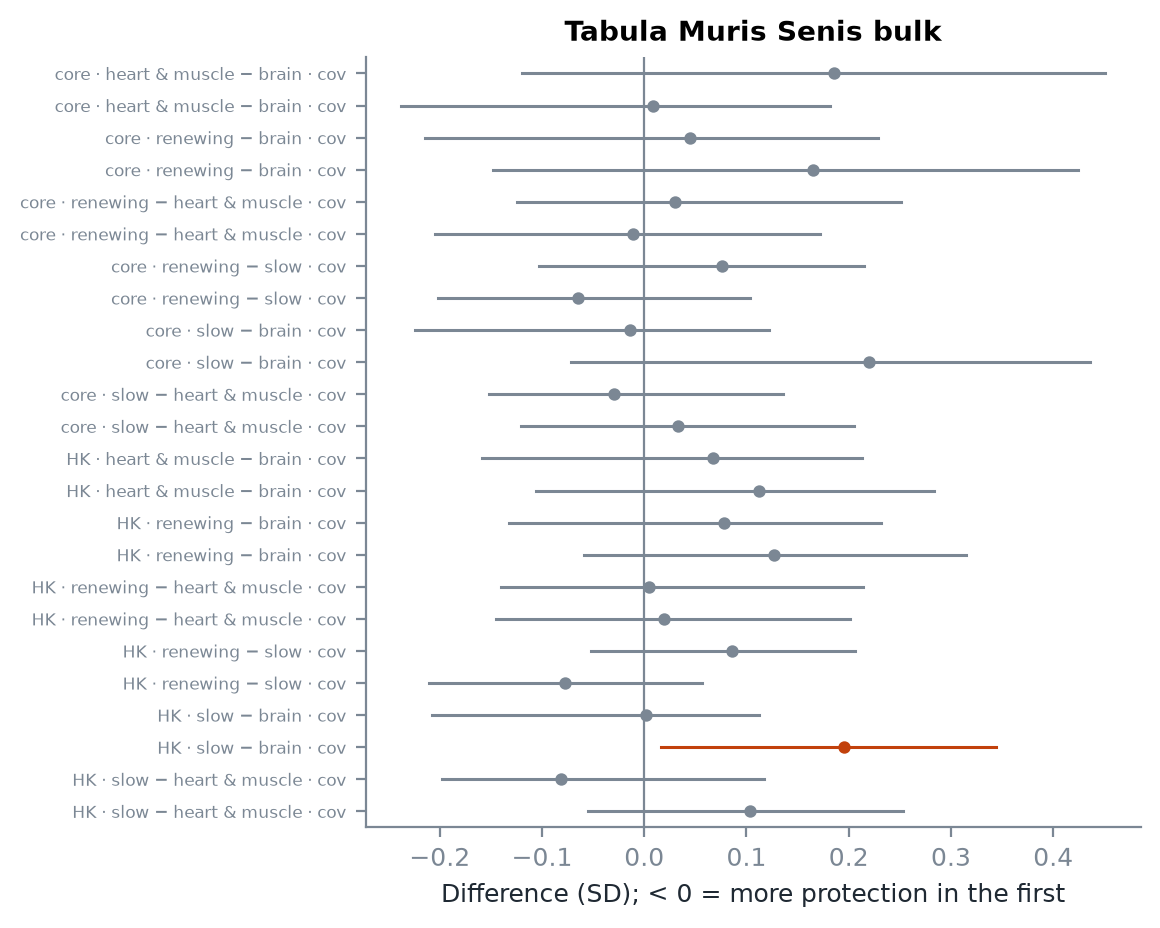 Tabula Muris Senis bulk
core · heart & muscle − brain · cov
core · heart & muscle − brain · cov
core · renewing − brain · cov
core · renewing − brain · cov
core · renewing − heart & muscle · cov
core · renewing − heart & muscle · cov
core · renewing − slow · cov
core · renewing − slow · cov
core · slow − brain · cov
core · slow − brain · cov
core · slow − heart & muscle · cov
core · slow − heart & muscle · cov
HK · heart & muscle − brain · cov
HK · heart & muscle − brain · cov
HK · renewing − brain · cov
HK · renewing − brain · cov
HK · renewing − heart & muscle · cov
HK · renewing − heart & muscle · cov
HK · renewing − slow · cov
HK · renewing − slow · cov
HK · slow − brain · cov
HK · slow − brain · cov
HK · slow − heart & muscle · cov
HK · slow − heart & muscle · cov
−0.2 −0.1 0.0 0.1 0.2 0.3 0.4
Difference (SD); < 0 = more protection in the first